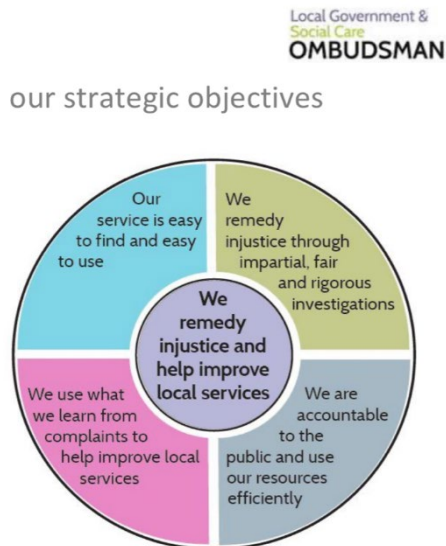 Local Government &
Social Care
OMBUDSMAN
our strategic objectives
Our
service is easy
to find and easy
to use
We
remedy
injustice through
impartial, fair
and rigorous
investigations
We
remedy
injustice and
help improve
local services
We use what
we learn from
complaints to
help improve local
services
We are
accountable
to the
public and use
our resources
efficiently